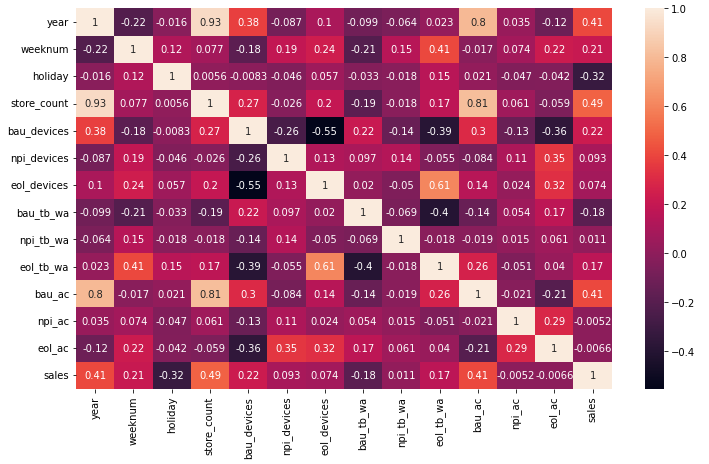 year 1 -0.22 -0.016 0.93 0.38 -0.087 0.1 -0.099 -0.064 0.023 0.8 0.035 -0.12 0.41
weeknum -0.22 1 0.12 0.077 -0.18 0.19 0.24 -0.21 0.15 0.41 -0.017 0.074 0.22 0.21
holiday -0.016 0.12 1 0.0056 -0.0083 -0.046 0.057 -0.033 -0.018 0.15 0.021 -0.047 -0.042 -0.32
store_count 0.93 0.077 0.0056 1 0.27 -0.026 0.2 -0.19 -0.018 0.17 0.81 0.061 -0.059 0.49
bau_devices 0.38 -0.18 -0.0083 0.27 1 -0.26 -0.55 0.22 -0.14 -0.39 0.3 -0.13 -0.36 0.22
npi_devices -0.087 0.19 -0.046 -0.026 -0.26 1 0.13 0.097 0.14 -0.055 -0.084 0.11 0.35 0.093
eol_devices 0.1 0.24 0.057 0.2 -0.55 0.13 1 0.02 -0.05 0.61 0.14 0.024 0.32 0.074
bau_tb_wa -0.099 -0.21 -0.033 -0.19 0.22 0.097 0.02 1 -0.069 -0.4 -0.14 0.054 0.17 -0.18
npi_tb_wa -0.064 0.15 -0.018 -0.018 -0.14 0.14 -0.05 -0.069 1 -0.018 -0.019 0.015 0.061 0.011
eol_tb_wa 0.023 0.41 0.15 0.17 -0.39 -0.055 0.61 -0.4 -0.018 1 0.26 -0.051 0.04 0.17
bau_ac 0.8 -0.017 0.021 0.81 0.3 -0.084 0.14 -0.14 -0.019 0.26 1 -0.021 -0.21 0.41
npi_ac 0.035 0.074 -0.047 0.061 -0.13 0.11 0.024 0.054 0.015 -0.051 -0.021 1 0.29 -0.0052
eol_ac -0.12 0.22 -0.042 -0.059 -0.36 0.35 0.32 0.17 0.061 0.04 -0.21 0.29 1 -0.0066
sales 0.41 0.21 -0.32 0.49 0.22 0.093 0.074 -0.18 0.011 0.17 0.41 -0.0052 -0.0066 1
year weeknum holiday store_count bau_devices npi_devices eol_devices bau_tb_wa npi_tb_wa eol_tb_wa bau_ac npi_ac eol_ac sales
1.0
0.8
0.6
0.4
0.2
0.0
-0.2
-0.4